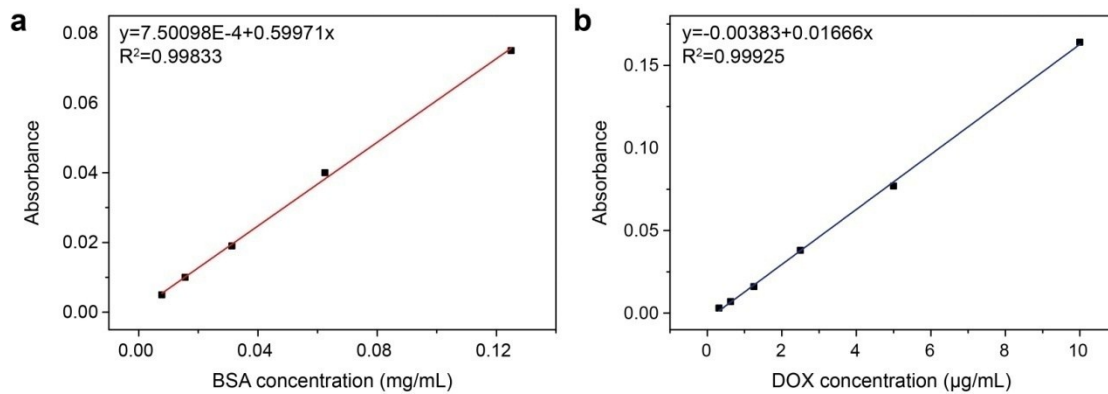 a
y=7.50098E-4+0.59971x
R²=0.99833
0.08
0.06
0.04
0.02
0.00
Absorbance
0.00 0.04 0.08 0.12
BSA concentration (mg/mL)
b
y=-0.00383+0.01666x
R²=0.99925
0.15
0.10
0.05
0.00
Absorbance
0 2 4 6 8 10
DOX concentration (μg/mL)